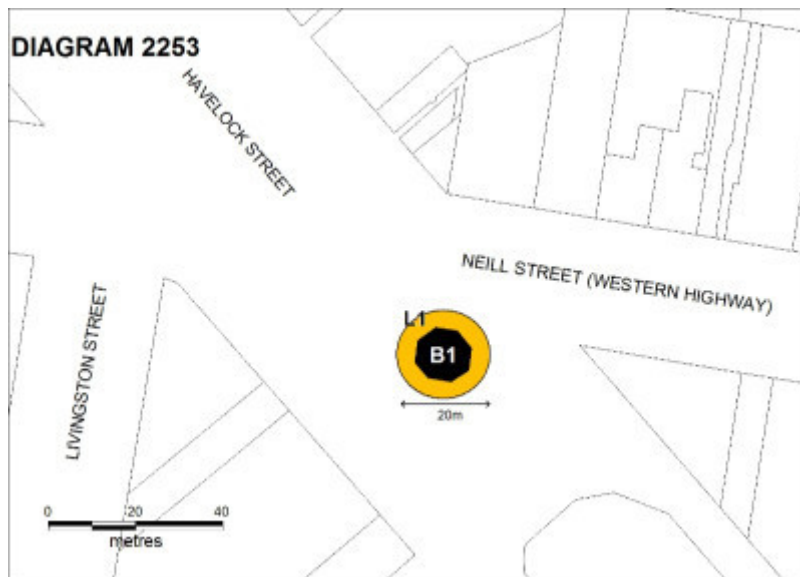 DIAGRAM 2253
HAVELOCK STREET
NEILL STREET (WESTERN HIGHWAY)
LIVINGSTON STREET
L1
B1
20m
0 20 40
metres